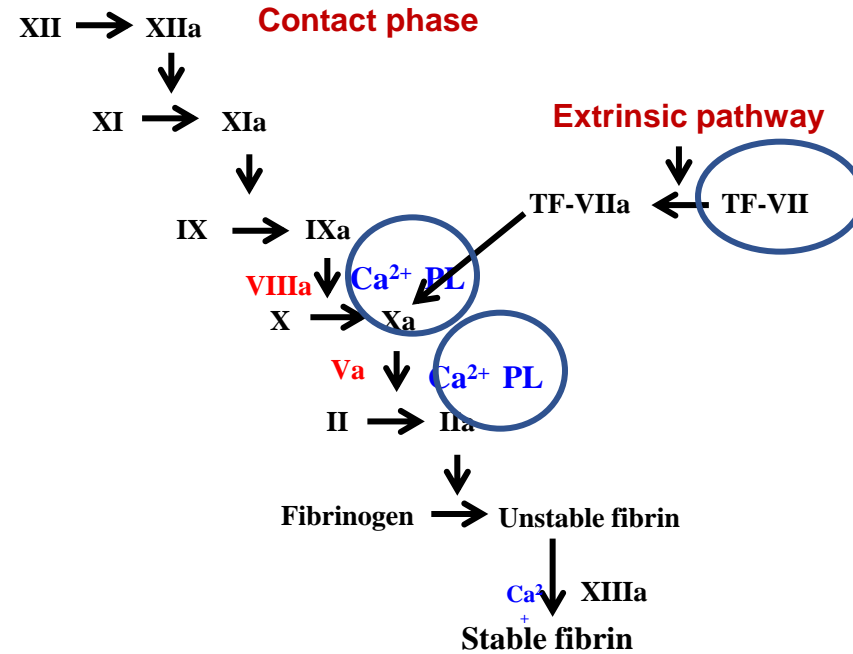 XII XIIa Contact phase
XI XIa Extrinsic pathway
TF-VIIa TF-VII
IX IXa
VIIIa Ca²⁺ PL
X Xa
Va Ca²⁺ PL
II IIa
Fibrinogen Unstable fibrin
Ca²
+
XIIIa
Stable fibrin